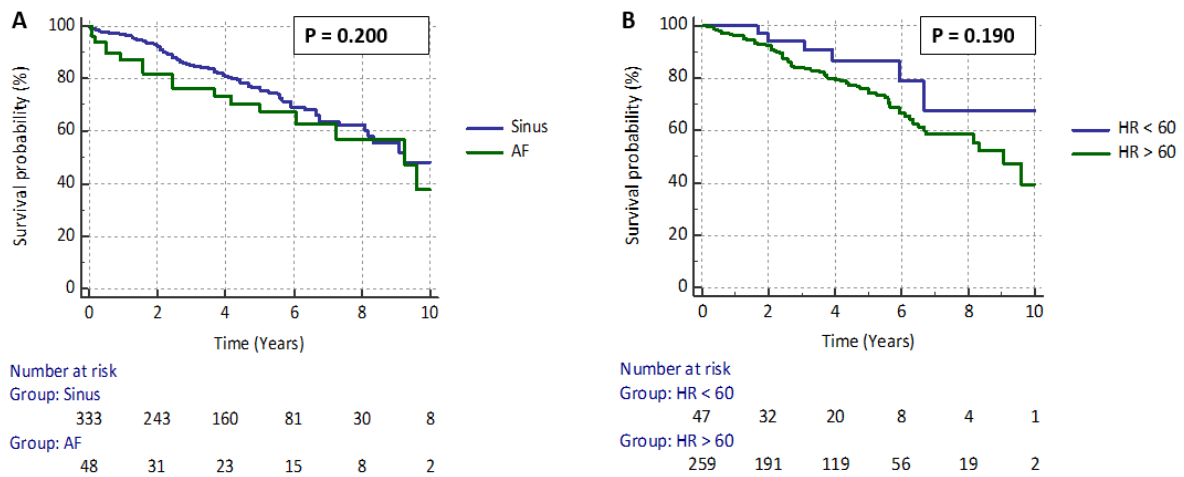 A
P = 0.200
Survival probability (%)
100
80
60
40
20
0
0 2 4 6 8 10
Time (Years)
Sinus
AF
Number at risk
Group: Sinus
333 243 160 81 30 8
Group: AF
48 31 23 15 8 2
B
P = 0.190
Survival probability (%)
100
80
60
40
20
0
0 2 4 6 8 10
Time (Years)
HR < 60
HR > 60
Number at risk
Group: HR < 60
47 32 20 8 4 1
Group: HR > 60
259 191 119 56 19 2